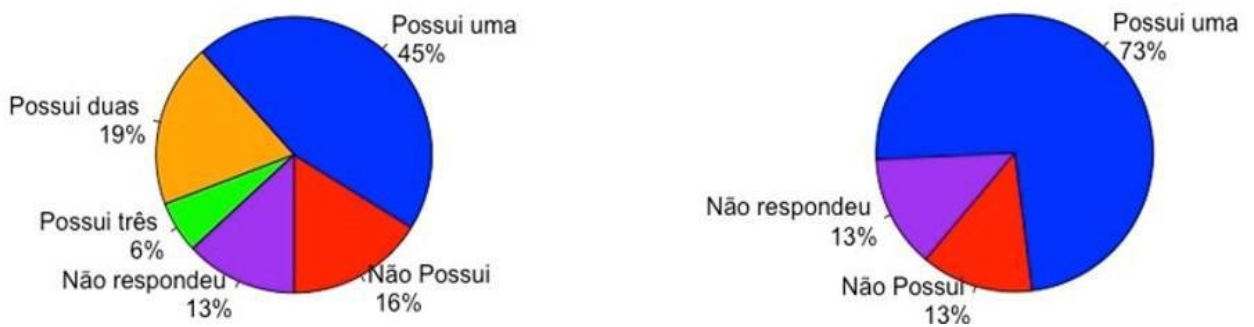 Possui uma
45%
Possui duas
19%
Possui três
6%
Não respondeu
13%
Não Possui
16%
Possui uma
73%
Não respondeu
13%
Não Possui
13%